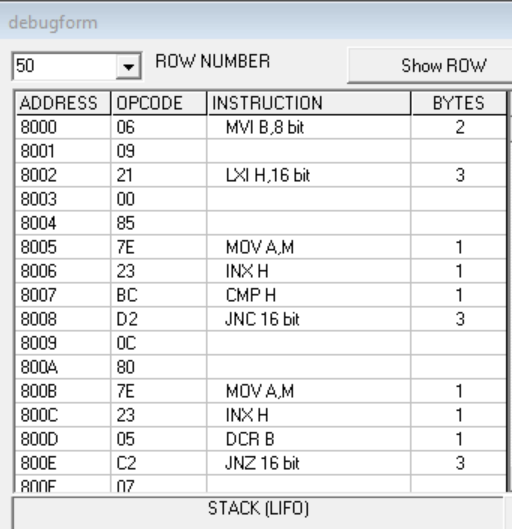 debugform
50 ROW NUMBER Show ROW
ADDRESS OPCODE INSTRUCTION BYTES
8000 06 MVI B,8 bit 2
8001 09
8002 21 LXI H,16 bit 3
8003 00
8004 85
8005 7E MOV A,M 1
8006 23 INX H 1
8007 BC CMP H 1
8008 D2 JNC 16 bit 3
8009 0C
800A 80
800B 7E MOV A,M 1
800C 23 INX H 1
800D 05 DCR B 1
800E C2 JNZ 16 bit 3
800F 07
STACK (LIFO)